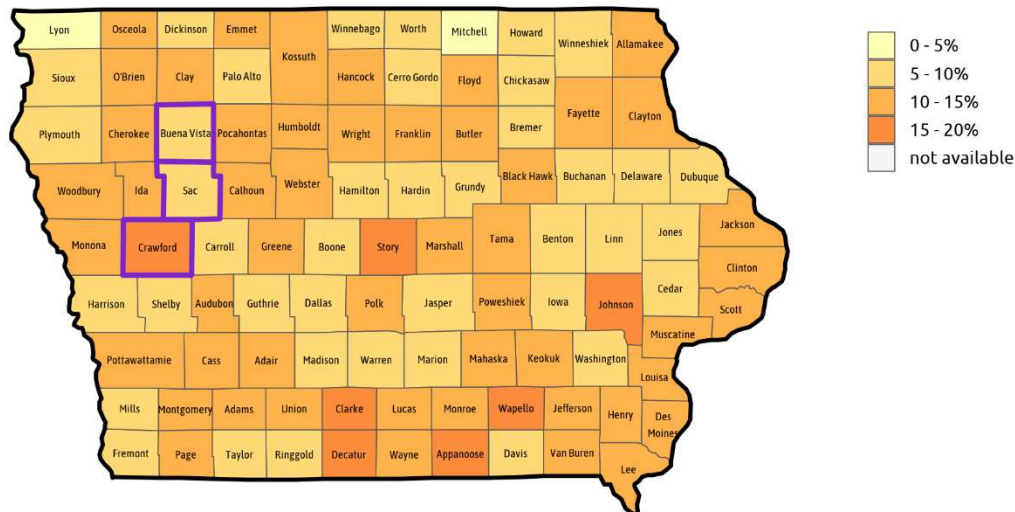 Lyon Osceola Dickinson Emmet Winnebago Worth Mitchell Howard
Kossuth Winneshiek Allamakee
Sioux O'Brien Clay Palo Alto Hancock Cerro Gordo Floyd Chickasaw
Plymouth Cherokee Buena Vista Pocahontas Humboldt Wright Franklin Butler Bremer Fayette Clayton
Woodbury Ida Sac Calhoun Webster Hamilton Hardin Grundy Black Hawk Buchanan Delaware Dubuque
Monona Crawford Carroll Greene Boone Story Marshall Tama Benton Linn Jones Jackson
Clinton
Harrison Shelby Audubon Guthrie Dallas Polk Jasper Poweshiek Iowa Johnson Cedar Scott
Muscatine
Pottawattamie Cass Adair Madison Warren Marion Mahaska Keokuk Washington
Louisa
Mills Montgomery Adams Union Clarke Lucas Monroe Wapello Jefferson Henry Des
Moines
Fremont Page Taylor Ringgold Decatur Wayne Appanoose Davis Van Buren Lee
0 - 5%
5 - 10%
10 - 15%
15 - 20%
not available